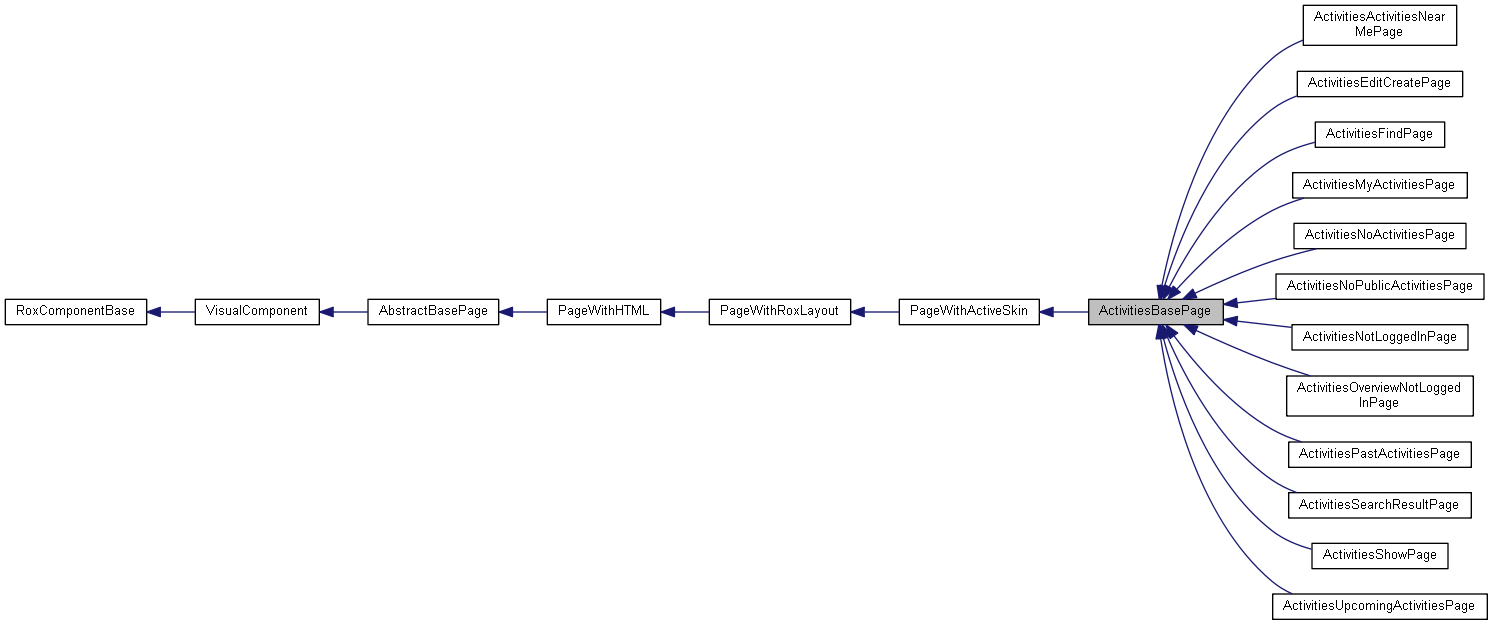 RoxComponentBase
VisualComponent
AbstractBasePage
PageWithHTML
PageWithRoxLayout
PageWithActiveSkin
ActivitiesBasePage
ActivitiesActivitiesNear
MePage
ActivitiesEditCreatePage
ActivitiesFindPage
ActivitiesMyActivitiesPage
ActivitiesNoActivitiesPage
ActivitiesNoPublicActivitiesPage
ActivitiesNotLoggedInPage
ActivitiesOverviewNotLogged
InPage
ActivitiesPastActivitiesPage
ActivitiesSearchResultPage
ActivitiesShowPage
ActivitiesUpcomingActivitiesPage